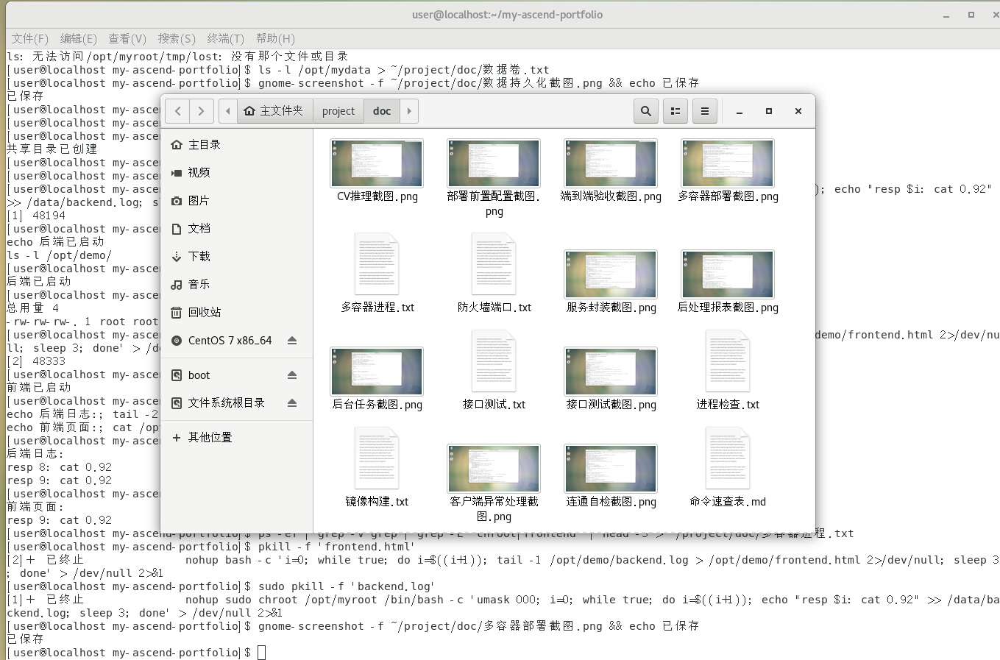 user@localhost:~/my-ascend-portfolio
文件(F) 编辑(E) 查看(V) 搜索(S) 终端(T) 帮助(H)
ls: 无法访问/opt/myroot/tmp/lost: 没有那个文件或目录
[user@localhost my-ascend-portfolio]$ ls -l /opt/mydata > ~/project/doc/数据卷.txt
[user@localhost my-ascend-portfolio]$ gnome-screenshot -f ~/project/doc/数据持久化截图.png && echo 已保存
已保存
[user@localhost my-asc
[user@localhost my-asc
[user@localhost my-asc
共享目录已创建
[user@localhost my-asc
[user@localhost my-asc
[user@localhost my-asc
); echo "resp $i: cat 0.92"
>> /data/backend.log; s
[1] 48194
[user@localhost my-asc
echo 后端已启动
ls -l /opt/demo/
[user@localhost my-asc
后端已启动
[user@localhost my-asc
总用量 4
-rw-rw-rw-. 1 root root
[user@localhost my-asc
demo/frontend.html 2>/dev/nu
ll; sleep 3; done' > /d
[2] 48333
[user@localhost my-asc
前端已启动
[user@localhost my-asc
echo 后端日志:; tail -2
echo 前端页面:; cat /op
[user@localhost my-asc
后端日志:
resp 8: cat 0.92
resp 9: cat 0.92
[user@localhost my-asc
前端页面:
resp 9: cat 0.92
[user@localhost my-ascend-portfolio]$ ps -ef | grep -v grep | grep -E 'chroot|frontend' | head -5 > ~/project/doc/多容器进程.txt
[user@localhost my-ascend-portfolio]$ pkill -f 'frontend.html'
[2]+ 已终止 nohup bash -c 'i=0; while true; do i=$((i+1)); tail -1 /opt/demo/backend.log > /opt/demo/frontend.html 2>/dev/null; sleep 3
; done' > /dev/null 2>&1
[user@localhost my-ascend-portfolio]$ sudo pkill -f 'backend.log'
[1]+ 已终止 nohup sudo chroot /opt/myroot /bin/bash -c 'umask 000; i=0; while true; do i=$((i+1)); echo "resp $i: cat 0.92" >> /data/ba
ckend.log; sleep 3; done' > /dev/null 2>&1
[user@localhost my-ascend-portfolio]$ gnome-screenshot -f ~/project/doc/多容器部署截图.png && echo 已保存
已保存
[user@localhost my-ascend-portfolio]$
主文件夹 project doc
主目录
视频
图片
文档
下载
音乐
回收站
CentOS 7 x86_64
boot
文件系统根目录
其他位置
CV推理截图.png
部署前置配置截图.
png
端到端验收截图.png
多容器部署截图.png
多容器进程.txt
防火墙端口.txt
服务封装截图.png
后处理报表截图.png
后台任务截图.png
接口测试.txt
接口测试截图.png
进程检查.txt
镜像构建.txt
客户端异常处理截
图.png
连通自检截图.png
命令速查表.md